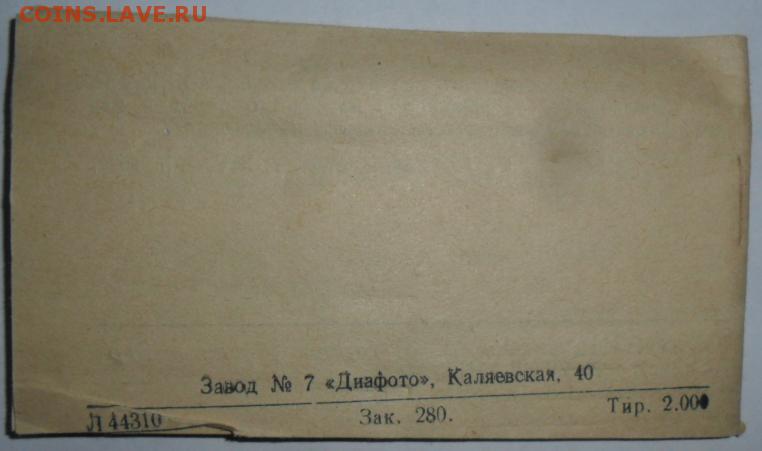 COINS.LAVE.RU
Завод № 7 «Диафото», Каляевская, 40
Л 44310 Зак. 280. Тир. 2.000